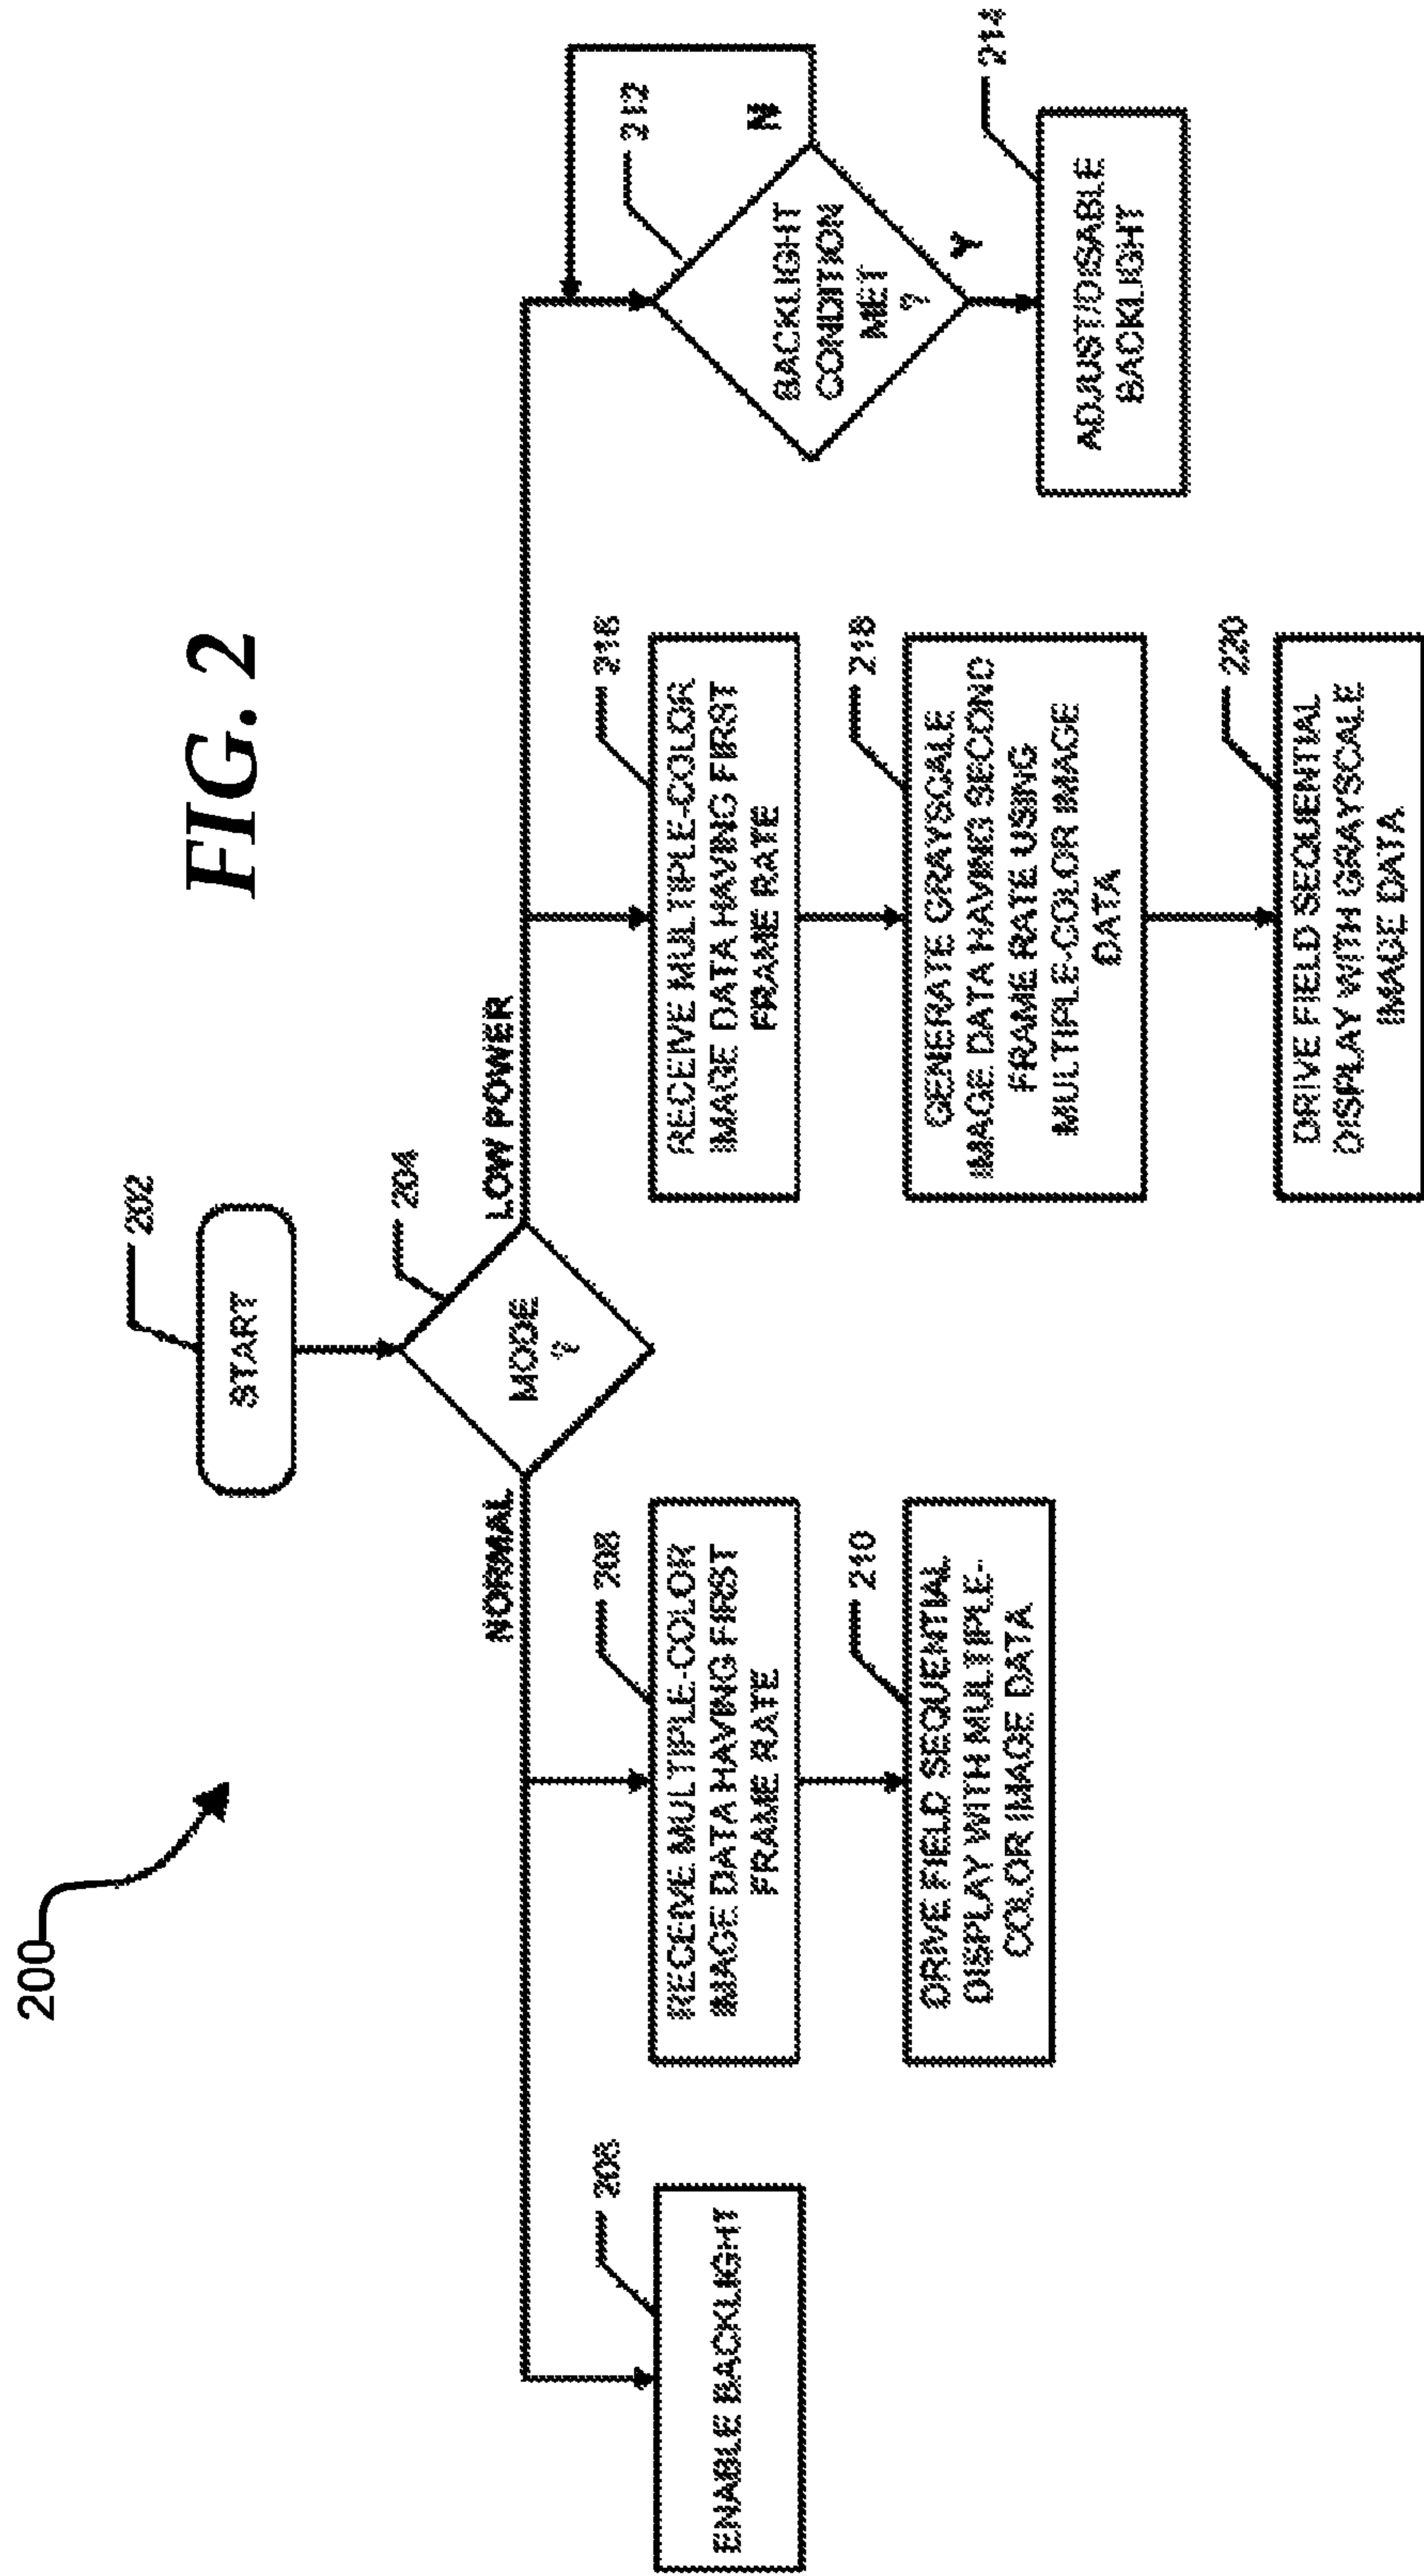 200
FIG. 2
202
START
204
MODE
?
NORMAL
LOW POWER
206
ENABLE BACKLIGHT
208
RECEIVE MULTIPLE-COLOR
IMAGE DATA HAVING FIRST
FRAME RATE
210
DRIVE FIELD SEQUENTIAL
DISPLAY WITH MULTIPLE-
COLOR IMAGE DATA
216
RECEIVE MULTIPLE-COLOR
IMAGE DATA HAVING FIRST
FRAME RATE
218
GENERATE GRAYSCALE
IMAGE DATA HAVING SECOND
FRAME RATE USING
MULTIPLE-COLOR IMAGE
DATA
220
DRIVE FIELD SEQUENTIAL
DISPLAY WITH GRAYSCALE
IMAGE DATA
212
BACKLIGHT
CONDITION
MET
?
N
Y
214
ADJUST/DISABLE
BACKLIGHT